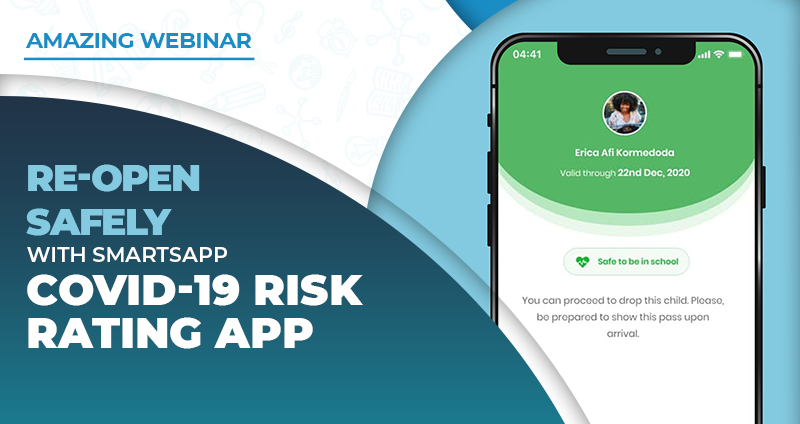 AMAZING WEBINAR
RE-OPEN
SAFELY
WITH SMARTSAPP
COVID-19 RISK
RATING APP
04:41
Erica Afi Kormedoda
Valid through 22nd Dec, 2020
Safe to be in school
You can proceed to drop this child. Please,
be prepared to show this pass upon
arrival.